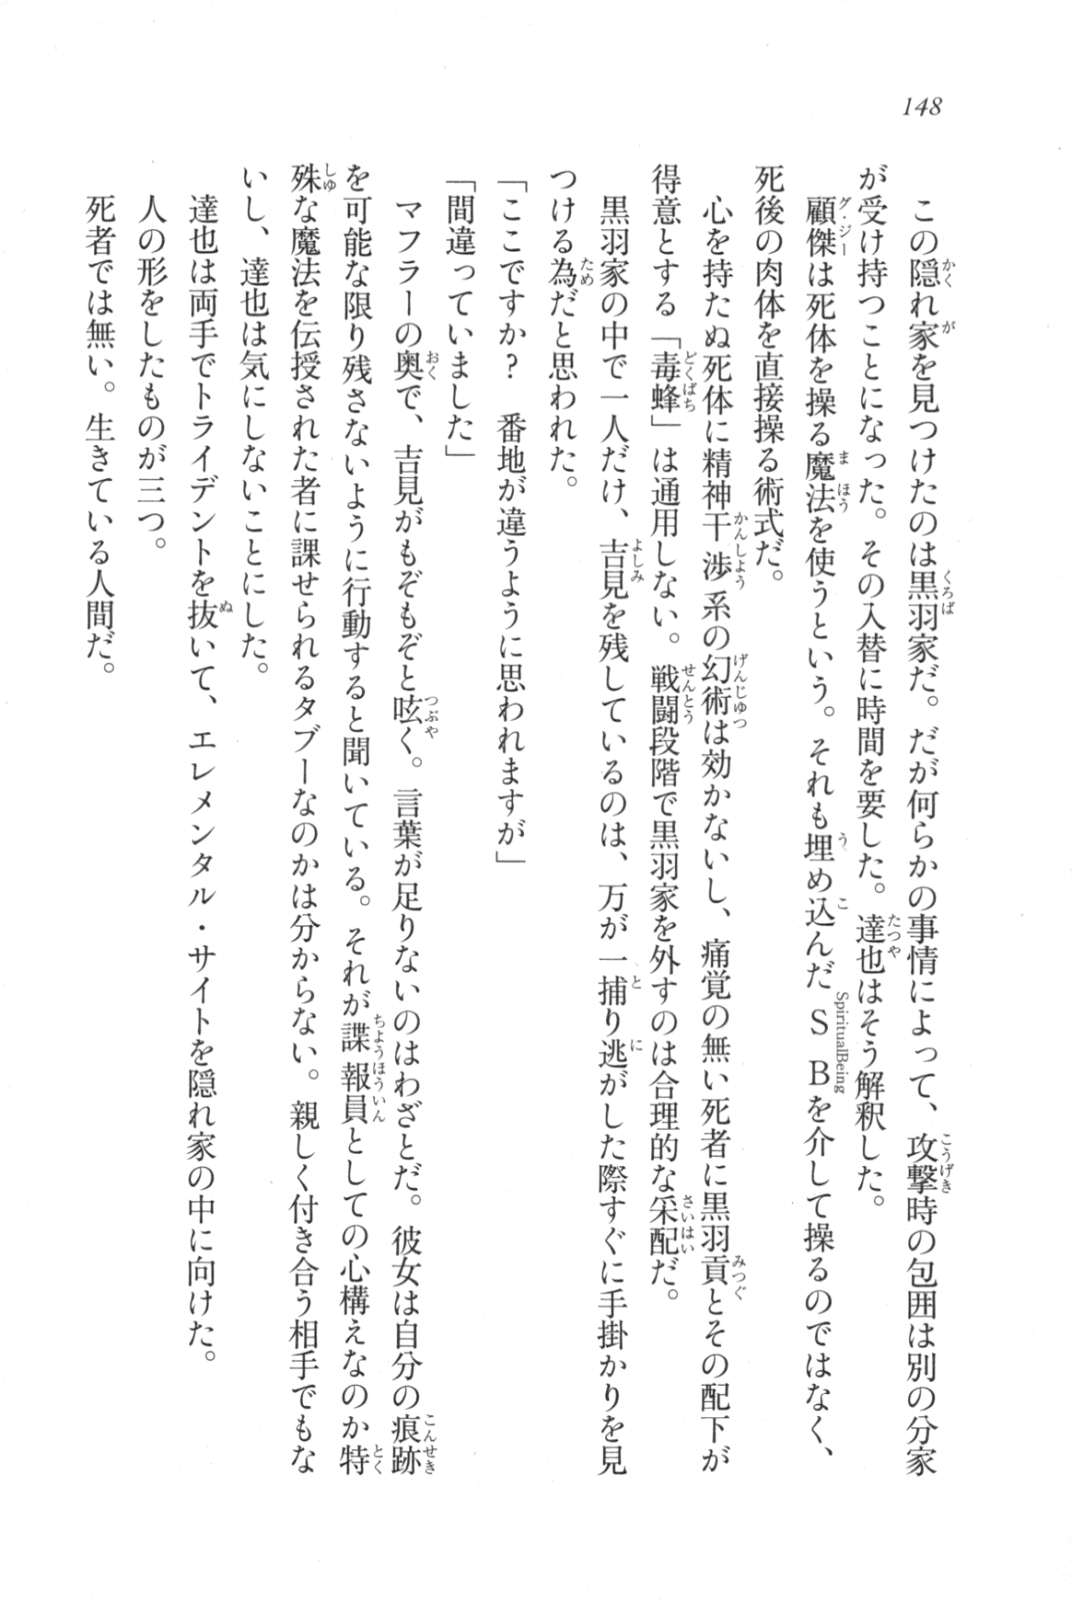 148
この隠れ家を見つけたのは黒羽家だ。だが何らかの事情によって、攻撃時の包囲は別の分家
が受け持つことになった。その入替に時間を要した。達也はそう解釈した。
顧傑は死体を操る魔法を使うという。それも埋め込んだＳＢを介して操るのではなく、
死後の肉体を直接操る術式だ。
心を持たぬ死体に精神干渉系の幻術は効かないし、痛覚の無い死者に黒羽貢とその配下が
得意とする「毒蜂」は通用しない。戦闘段階で黒羽家を外すのは合理的な采配だ。
黒羽家の中で一人だけ、吉見を残しているのは、万が一捕り逃がした際すぐに手掛かりを見
つける為だと思われた。
「ここですか？　番地が違うように思われますが」
「間違っていました」
マフラーの奥で、吉見がもぞもぞと呟く。言葉が足りないのはわざとだ。彼女は自分の痕跡
を可能な限り残さないように行動すると聞いている。それが諜報員としての心構えなのか特
殊な魔法を伝授された者に課せられるタブーなのかは分からない。親しく付き合う相手でもな
いし、達也は気にしないことにした。
達也は両手でトライデントを抜いて、エレメンタル・サイトを隠れ家の中に向けた。
人の形をしたものが三つ。
死者では無い。生きている人間だ。